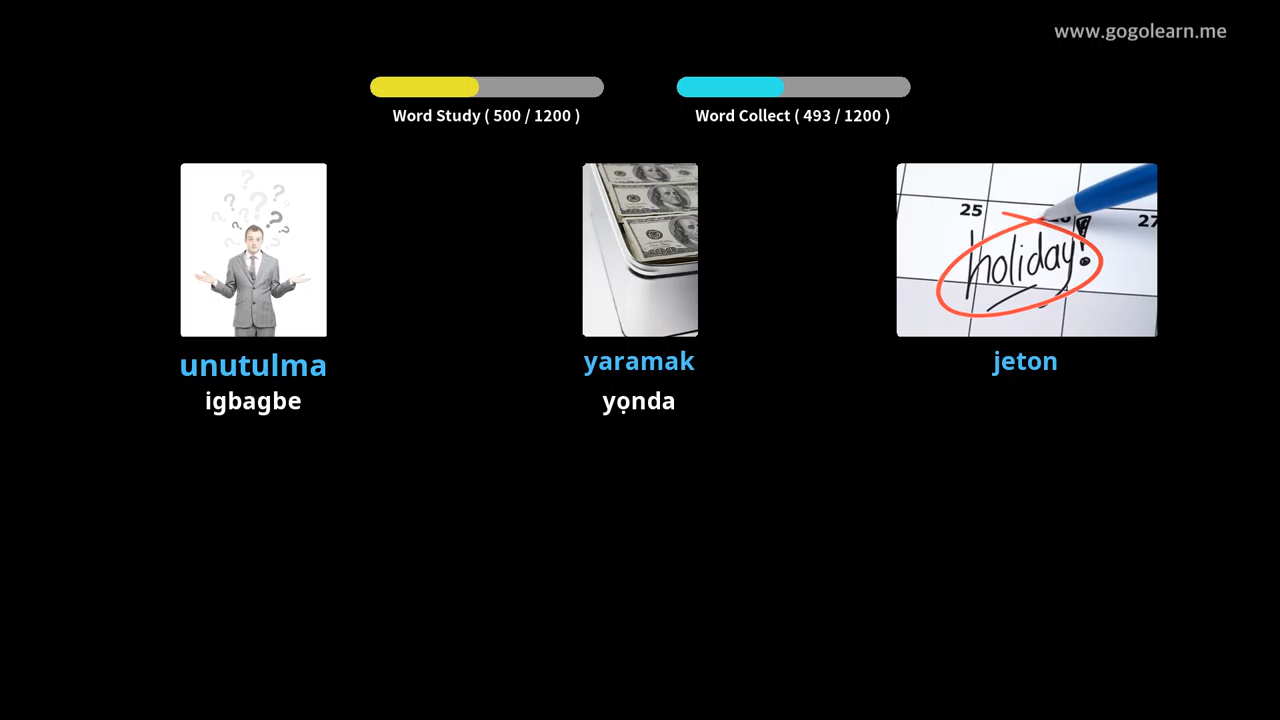 www.gogolearn.me
Word Study ( 500 / 1200 )
Word Collect ( 493 / 1200 )
25
27
holiday!
unutulma
yaramak
jeton
igbagbe
yọnda